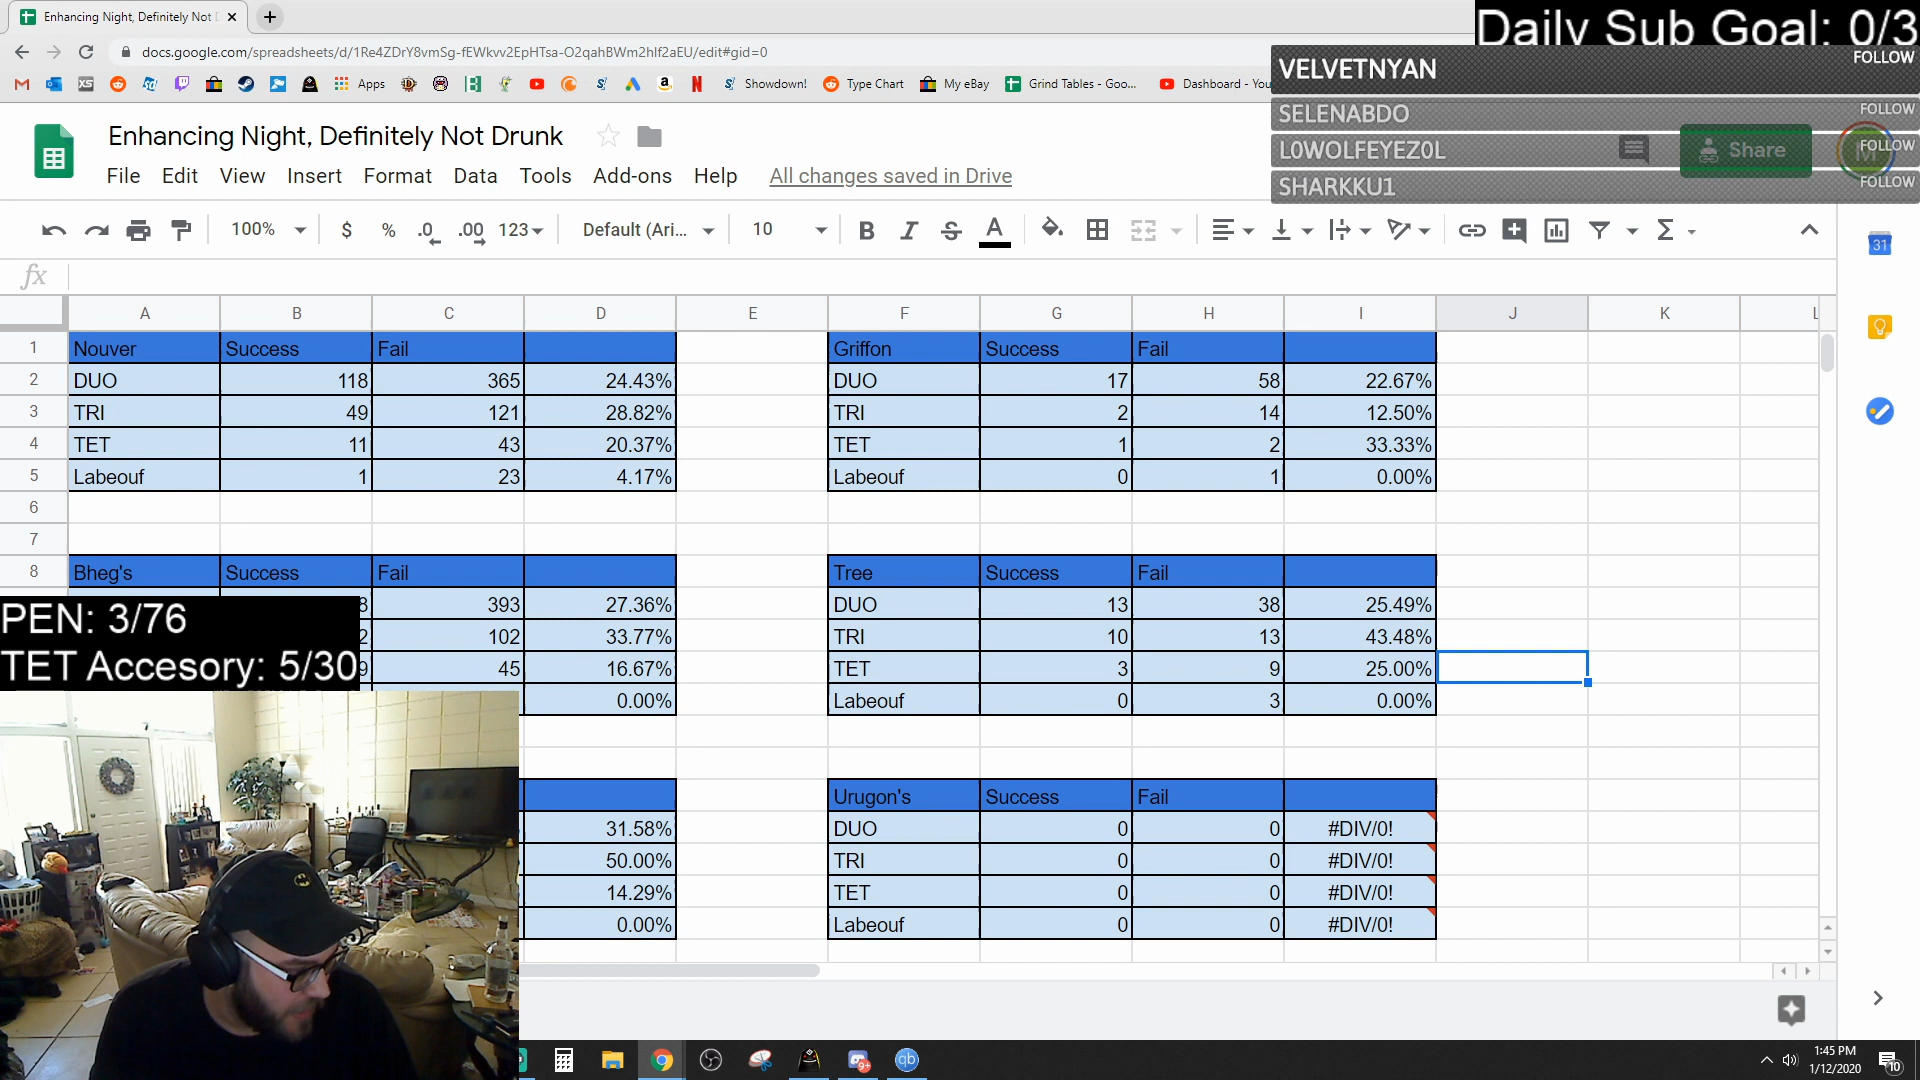 Enhancing Night, Definitely Not D
Daily Sub Goal: 0/3
docs.google.com/spreadsheets/d/1Re4ZDrY8vmSg-fEWkvv2EpHTsa-O2qahBWm2hIf2aEU/edit#gid=0
VELVETNYAN FOLLOW
Apps Showdown! Type Chart My eBay Grind Tables - Goo... Dashboard - You
SELENABDO FOLLOW
Enhancing Night, Definitely Not Drunk
L0WOLFEYEZ0L FOLLOW
Share
File Edit View Insert Format Data Tools Add-ons Help All changes saved in Drive
SHARKKU1 FOLLOW
100% $ % .0 .00 123 Default (Ari... 10 B I S A Σ
31
fx
A B C D E F G H I J K L
1 Nouver Success Fail Griffon Success Fail
2 DUO 118 365 24.43% DUO 17 58 22.67%
3 TRI 49 121 28.82% TRI 2 14 12.50%
4 TET 11 43 20.37% TET 1 2 33.33%
5 Labeouf 1 23 4.17% Labeouf 0 1 0.00%
6
7
8 Bheg's Success Fail Tree Success Fail
8 393 27.36% DUO 13 38 25.49%
PEN: 3/76
2 102 33.77% TRI 10 13 43.48%
TET Accesory: 5/30
9 45 16.67% TET 3 9 25.00%
0.00% Labeouf 0 3 0.00%
Urugon's Success Fail
31.58% DUO 0 0 #DIV/0!
50.00% TRI 0 0 #DIV/0!
14.29% TET 0 0 #DIV/0!
0.00% Labeouf 0 0 #DIV/0!
9+ qb
1:45 PM
1/12/2020
10